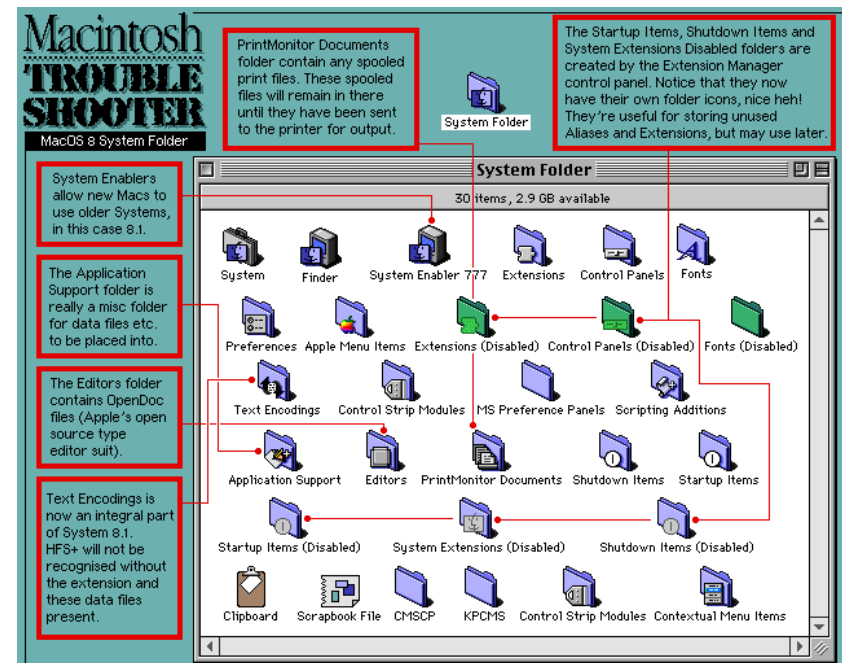 Macintosh
TROUBLE
SHOOTER
MacOS 8 System Folder
PrintMonitor Documents
folder contain any spooled
print files. These spooled
files will remain in there
until they have been sent
to the printer for output.
System Folder
The Startup Items, Shutdown Items and
System Extensions Disabled folders are
created by the Extension Manager
control panel. Notice that they now
have their own folder icons, nice heh!
They're useful for storing unused
Aliases and Extensions, but may use later.
System Enablers
allow new Macs to
use older Systems,
in this case 8.1.
The Application
Support folder is
really a misc folder
for data files etc.
to be placed into.
The Editors folder
contains OpenDoc
files (Apple's open
source type
editor suit).
Text Encodings is
now an integral part
of System 8.1.
HFS+ will not be
recognised without
the extension and
these data files
present.
System Folder
30 items, 2.9 GB available
System Finder System Enabler 777 Extensions Control Panels Fonts
Preferences Apple Menu Items Extensions (Disabled) Control Panels (Disabled) Fonts (Disabled)
Text Encodings Control Strip Modules MS Preference Panels Scripting Additions
Application Support Editors PrintMonitor Documents Shutdown Items Startup Items
Startup Items (Disabled) System Extensions (Disabled) Shutdown Items (Disabled)
Clipboard Scrapbook File CMSCP KPCMS Control Strip Modules Contextual Menu Items